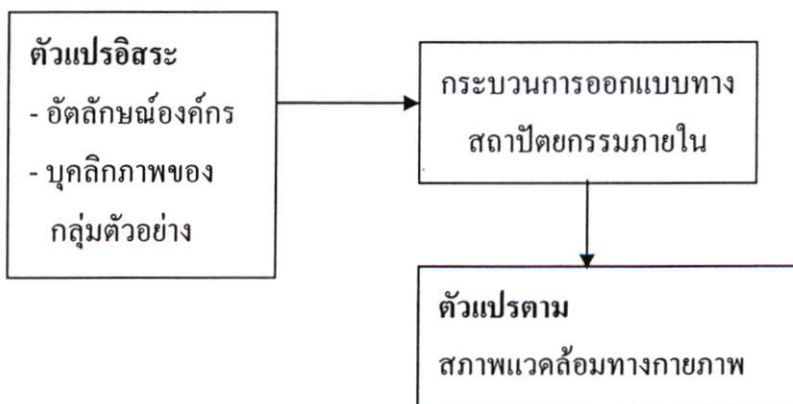 ตัวแปรอิสระ
- อัตลักษณ์องค์กร
- บุคลิกภาพของ
กลุ่มตัวอย่าง
กระบวนการออกแบบทาง
สถาปัตยกรรมภายใน
ตัวแปรตาม
สภาพแวดล้อมทางกายภาพ